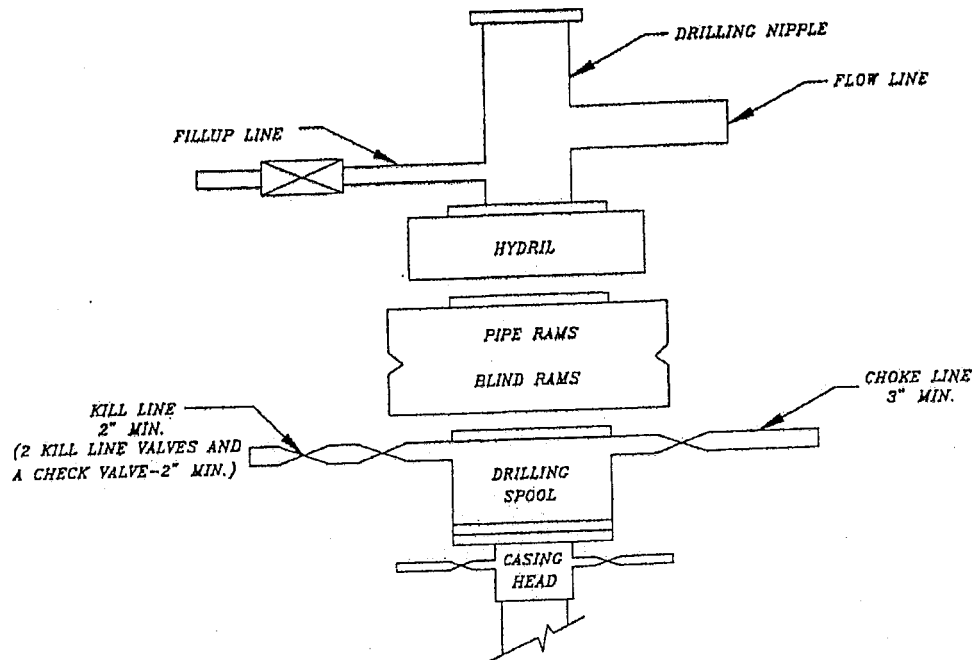 DRILLING NIPPLE
FLOW LINE
FILLUP LINE
HYDRIL
PIPE RAMS
BLIND RAMS
CHOKE LINE
3" MIN.
KILL LINE
2" MIN.
(2 KILL LINE VALVES AND
A CHECK VALVE-2" MIN.)
DRILLING
SPOOL
CASING
HEAD